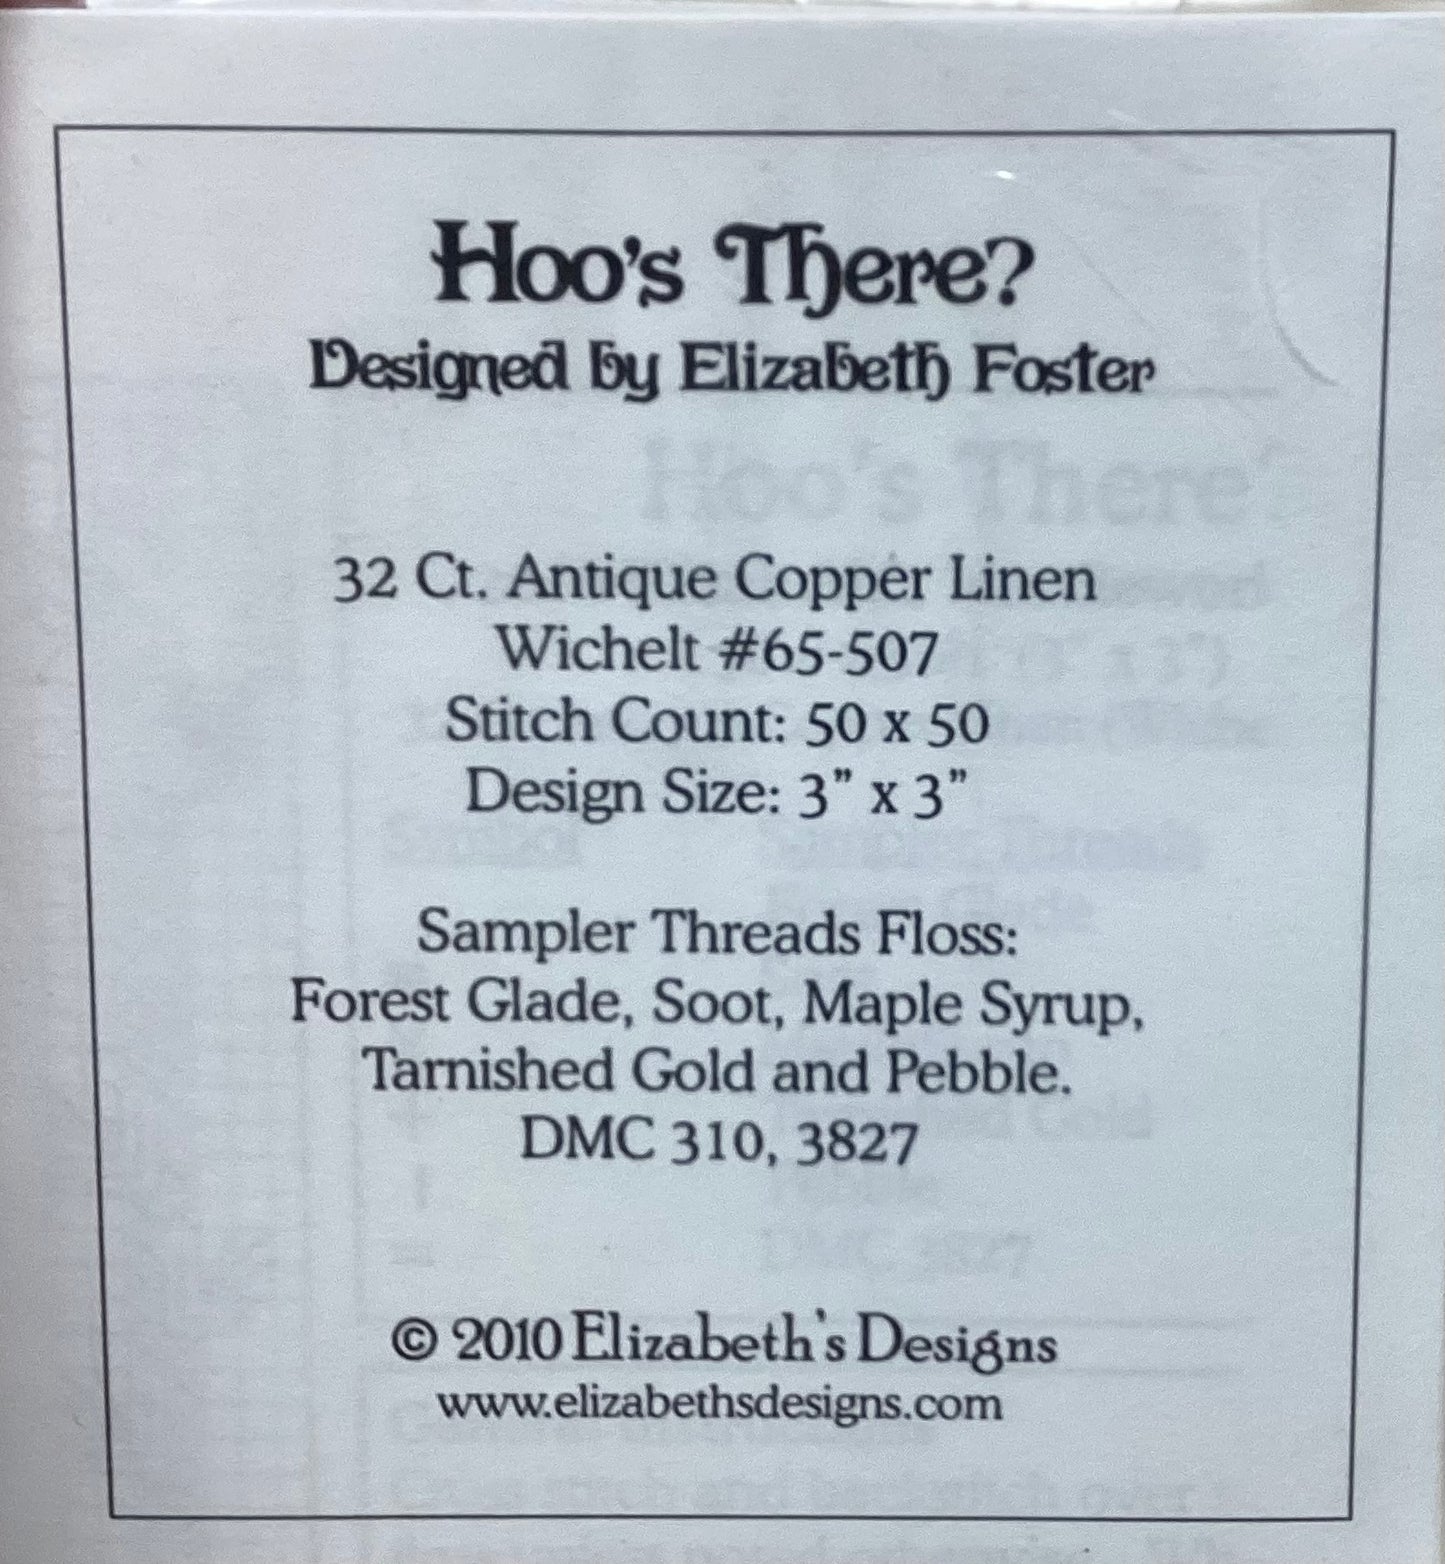 Hoo's There?
Designed by Elizabeth Foster
32 Ct. Antique Copper Linen
Wichelt #65-507
Stitch Count: 50 x 50
Design Size: 3” x 3”
Sampler Threads Floss:
Forest Glade, Soot, Maple Syrup,
Tarnished Gold and Pebble.
DMC 310, 3827
© 2010 Elizabeth's Designs
www.elizabethsdesigns.com